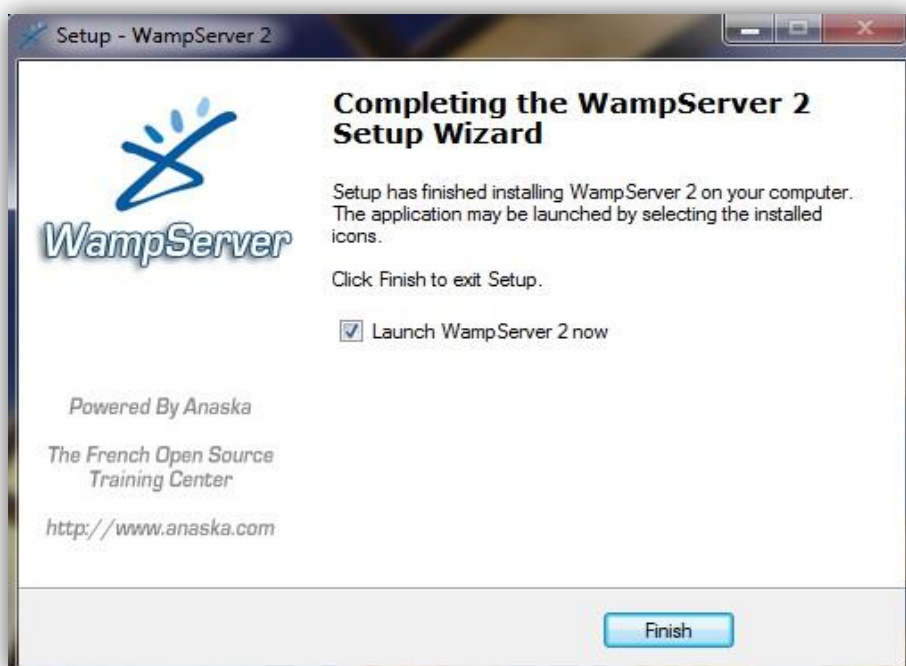 Setup - WampServer 2
WampServer
Powered By Anaska
The French Open Source
Training Center
http://www.anaska.com
Completing the WampServer 2
Setup Wizard
Setup has finished installing WampServer 2 on your computer.
The application may be launched by selecting the installed
icons.
Click Finish to exit Setup.
Launch WampServer 2 now
Finish